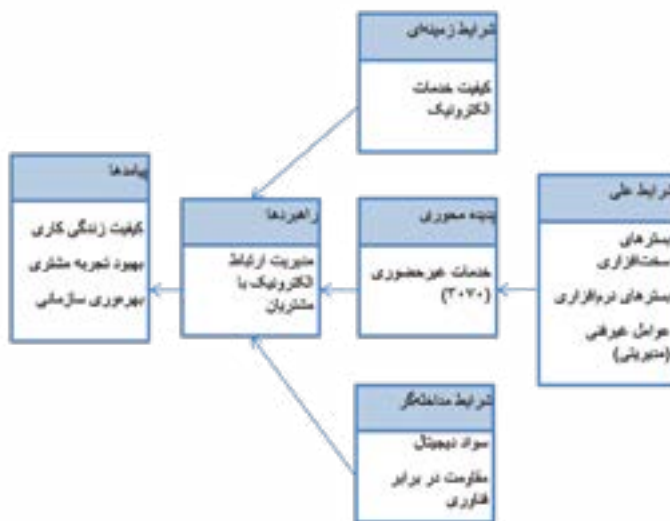 شرایط زمینه‌ای
کیفیت خدمات
الکترونیک
شرایط علی
بسترهای
سخت‌افزاری
بسترهای نرم‌افزاری
عوامل غیرفنی
(مدیریتی)
پدیده محوری
خدمات غیرحضوری
(۳۰۷۰)
راهبردها
مدیریت ارتباط
الکترونیک با
مشتریان
پیامدها
کیفیت زندگی کاری
بهبود تجربه مشتری
بهره‌وری سازمانی
شرایط مداخله‌گر
سواد دیجیتال
مقاومت در برابر
فناوری